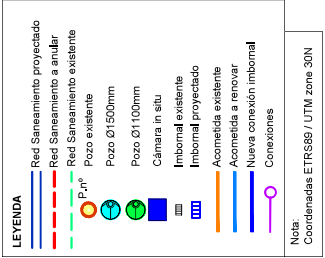 LEYENDA
Red Saneamiento proyectado
Red Saneamiento a anular
Red Saneamiento existente
P.nº
Pozo existente
Pozo Ø1500mm
Pozo Ø1100mm
Cámara in situ
Imbornal existente
Imbornal proyectado
Acometida existente
Acometida a renovar
Nueva conexión imbornal
Conexiones
Nota:
Coordenadas ETRS89 / UTM zone 30N